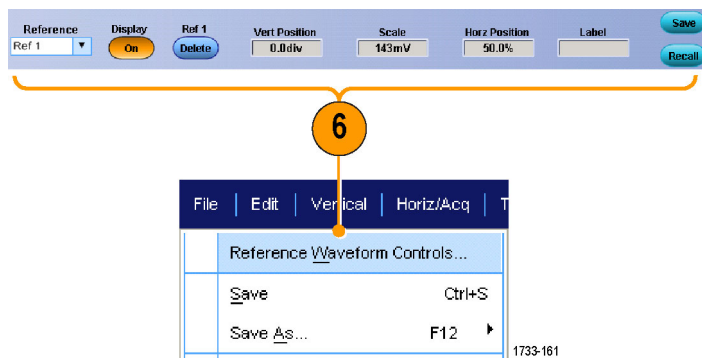 Reference Display Ref 1 Vert Position Scale Horz Position Label Save
Ref 1 On Delete 0.0div 143mV 50.0% Recall
6
File | Edit | Vertical | Horiz/Acq | T
Reference Waveform Controls...
Save Ctrl+S
Save As... F12
1733-161